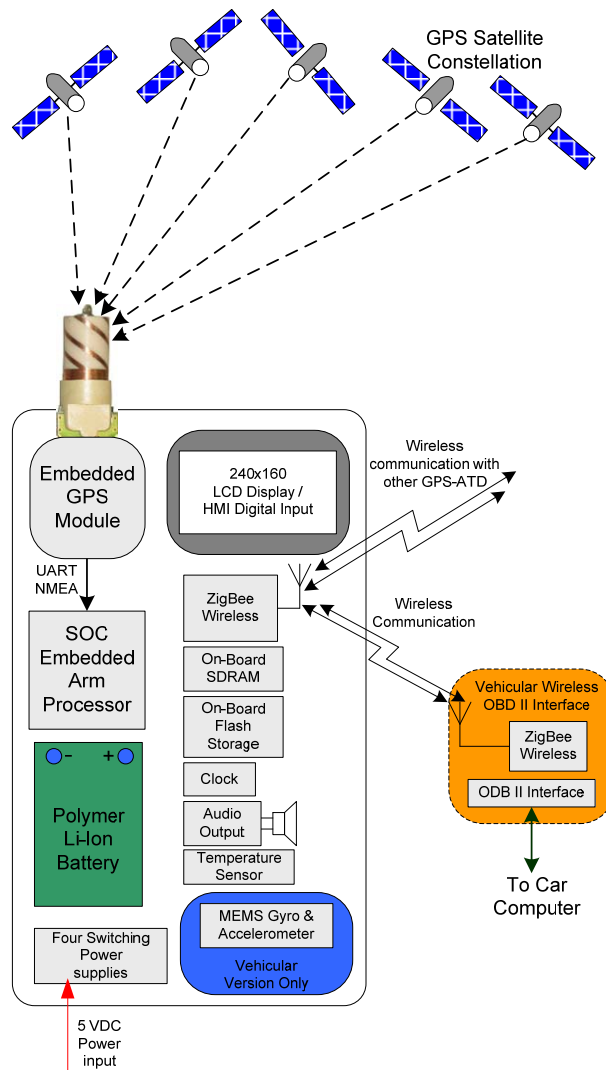 GPS Satellite
Constellation
Embedded
GPS
Module
240x160
LCD Display /
HMI Digital Input
Wireless
communication with
other GPS-ATD
UART
NMEA
ZigBee
Wireless
Wireless
Communication
SOC
Embedded
Arm
Processor
On-Board
SDRAM
On-Board
Flash
Storage
Vehicular Wireless
OBD II Interface
ZigBee
Wireless
ODB II Interface
Clock
- +
Polymer
Li-Ion
Battery
Audio
Output
Temperature
Sensor
To Car
Computer
MEMS Gyro &
Accelerometer
Vehicular
Version Only
Four Switching
Power
supplies
5 VDC
Power
input